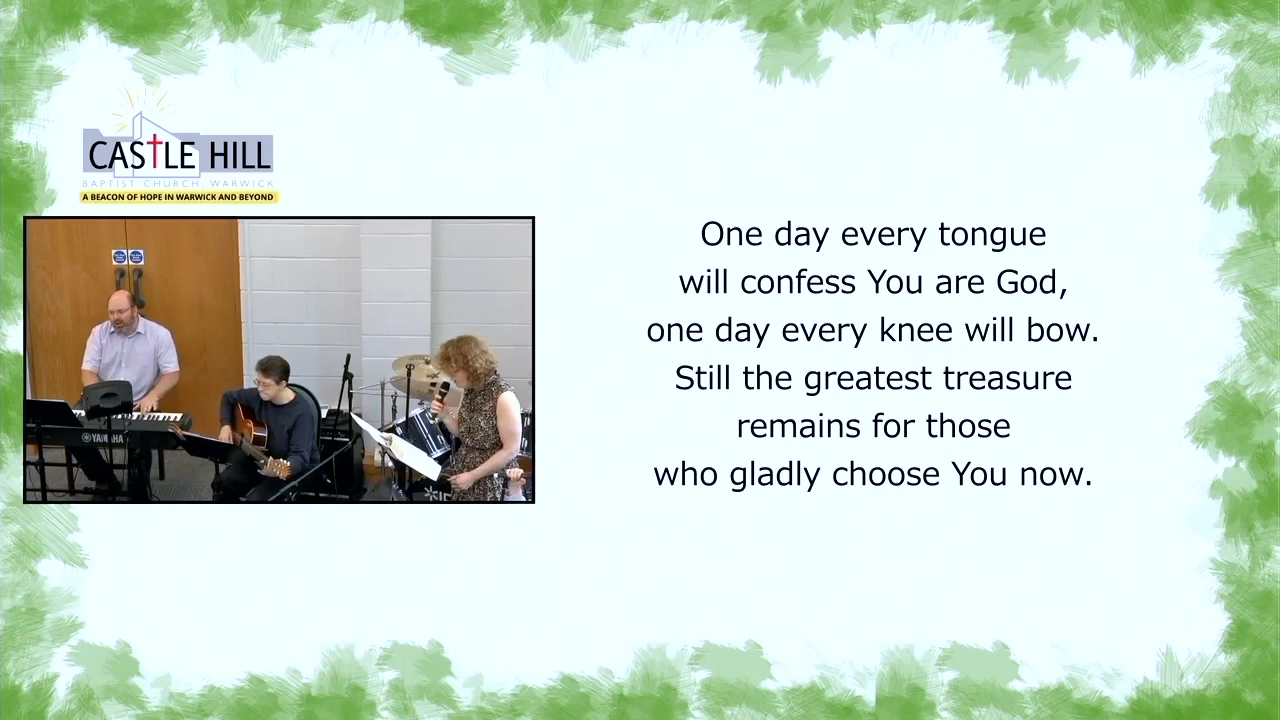 CASTLE HILL
BAPTIST CHURCH, WARWICK
A BEACON OF HOPE IN WARWICK AND BEYOND
YAMAHA
One day every tongue
will confess You are God,
one day every knee will bow.
Still the greatest treasure
remains for those
who gladly choose You now.